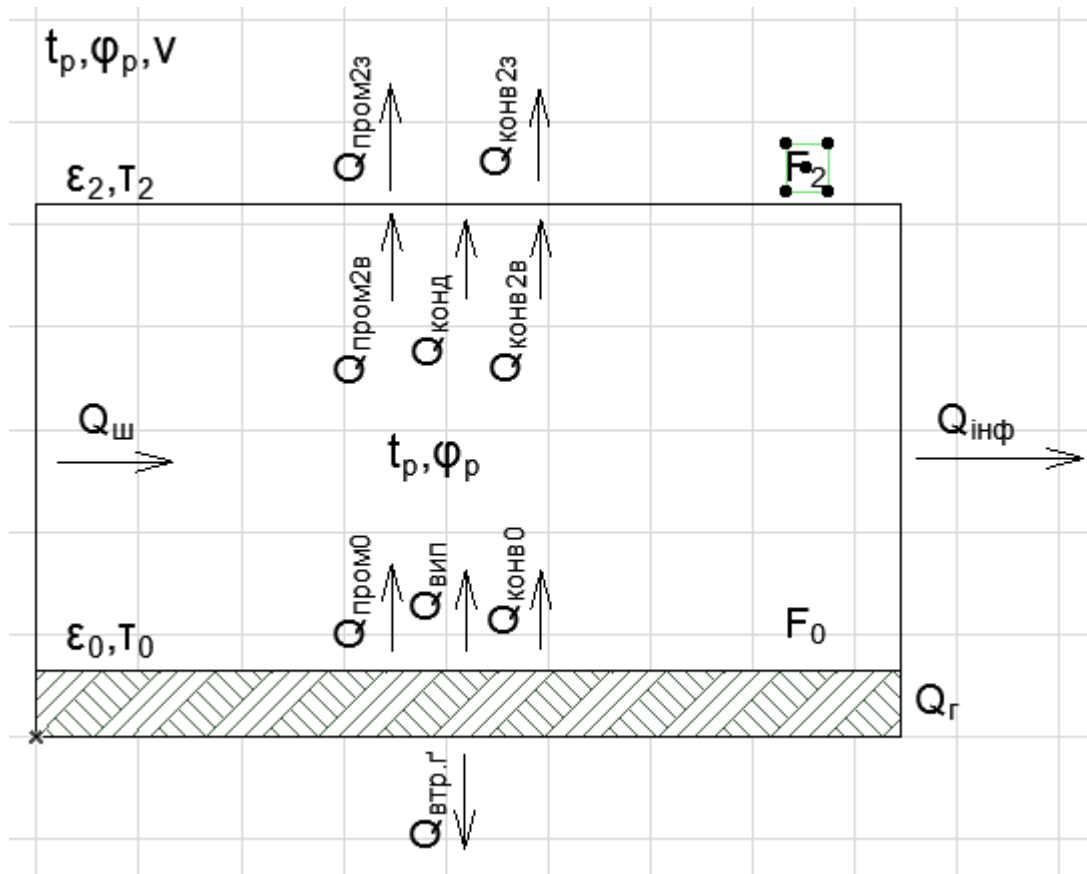 tр,φр,v
Qпром2з
Qконв2з
ε2,τ2
F2
Qпром2в
Qконд
Qконв2в
Qш
tр,φр
Qінф
Qпром0
Qвип
Qконв0
ε0,τ0
F0
Qг
Qвтр.ґ